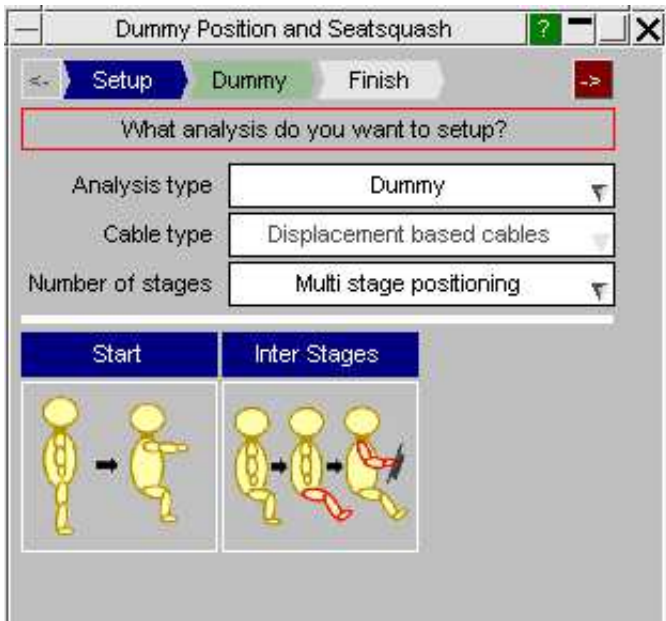 Dummy Position and Seatsquash ?
<- Setup Dummy Finish ->
What analysis do you want to setup?
Analysis type Dummy
Cable type Displacement based cables
Number of stages Multi stage positioning
Start Inter Stages